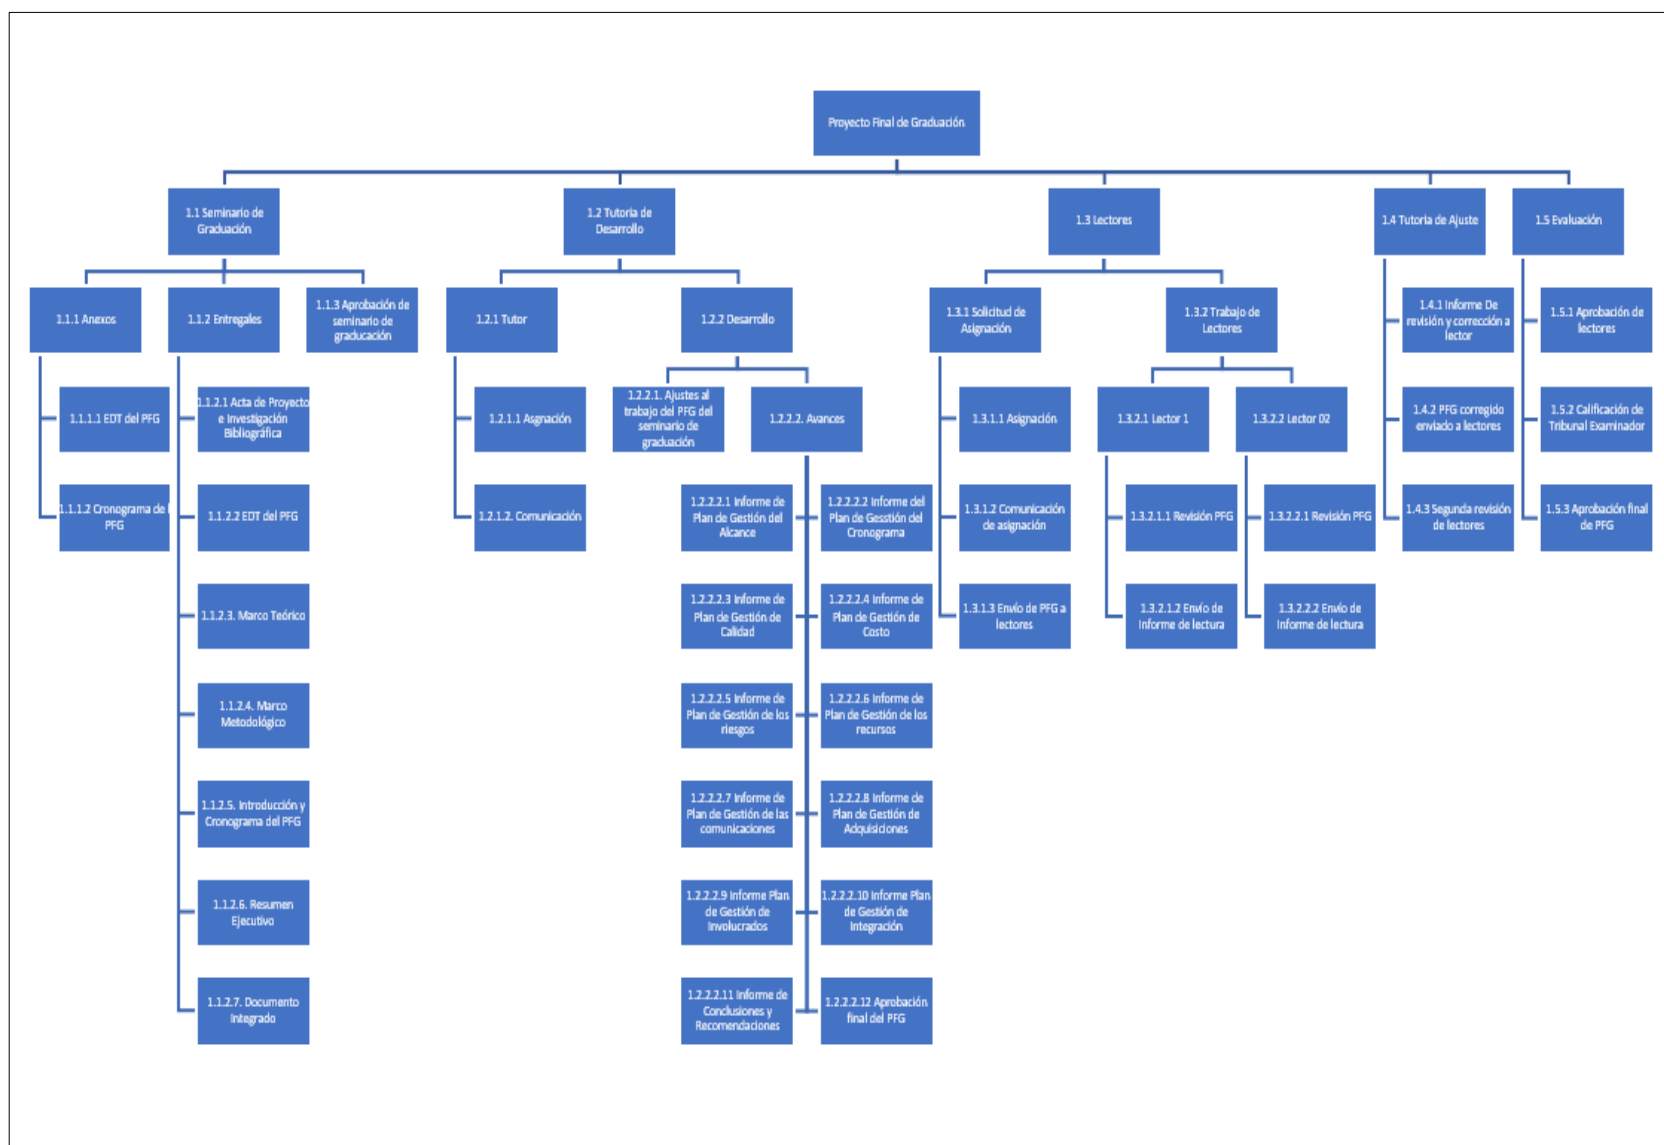 Proyecto Final de Graduación
1.1 Seminario de
Graduación
1.2 Tutoria de
Desarrollo
1.3 Lectores
1.4 Tutoria de Ajuste
1.5 Evaluación
1.1.1 Anexos
1.1.2 Entregales
1.1.3 Aprobación de
seminario de
graducación
1.2.1 Tutor
1.2.2 Desarrollo
1.3.1 Solicitud de
Asignación
1.3.2 Trabajo de
Lectores
1.4.1 Informe De
revisión y corrección a
lector
1.5.1 Aprobación de
lectores
1.1.1.1 EDT del PFG
1.1.2.1 Acta de Proyecto
e Investigación
Bibliográfica
1.2.1.1 Asgnación
1.2.2.1. Ajustes al
trabajo del PFG del
seminario de
graduación
1.2.2.2. Avances
1.3.1.1 Asignación
1.3.2.1 Lector 1
1.3.2.2 Lector 02
1.4.2 PFG corregido
enviado a lectores
1.5.2 Calificación de
Tribunal Examinador
1.1.1.2 Cronograma de l
PFG
1.1.2.2 EDT del PFG
1.2.1.2. Comunicación
1.2.2.2.1 Informe de
Plan de Gestión del
Alcance
1.2.2.2.2 Informe del
Plan de Gesstión del
Cronograma
1.3.1.2 Comunicación
de asignación
1.3.2.1.1 Revisión PFG
1.3.2.2.1 Revisión PFG
1.4.3 Segunda revisión
de lectores
1.5.3 Aprobación final
de PFG
1.1.2.3. Marco Teórico
1.2.2.2.3 Informe de
Plan de Gestión de
Calidad
1.2.2.2.4 Informe de
Plan de Gestión de
Costo
1.3.1.3 Envío de PFG a
lectores
1.3.2.1.2 Envío de
Informe de lectura
1.3.2.2.2 Envío de
Informe de lectura
1.1.2.4. Marco
Metodológico
1.2.2.2.5 Informe de
Plan de Gestión de los
riesgos
1.2.2.2.6 Informe de
Plan de Gestión de los
recursos
1.1.2.5. Introducción y
Cronograma del PFG
1.2.2.2.7 Informe de
Plan de Gestión de las
comunicaciones
1.2.2.2.8 Informe de
Plan de Gestión de
Adquisiciones
1.1.2.6. Resumen
Ejecutivo
1.2.2.2.9 Informe Plan
de Gestión de
Involucrados
1.2.2.2.10 Informe Plan
de Gestión de
Integración
1.1.2.7. Documento
Integrado
1.2.2.2.11 Informe de
Conclusiones y
Recomendaciones
1.2.2.2.12 Aprobación
final del PFG